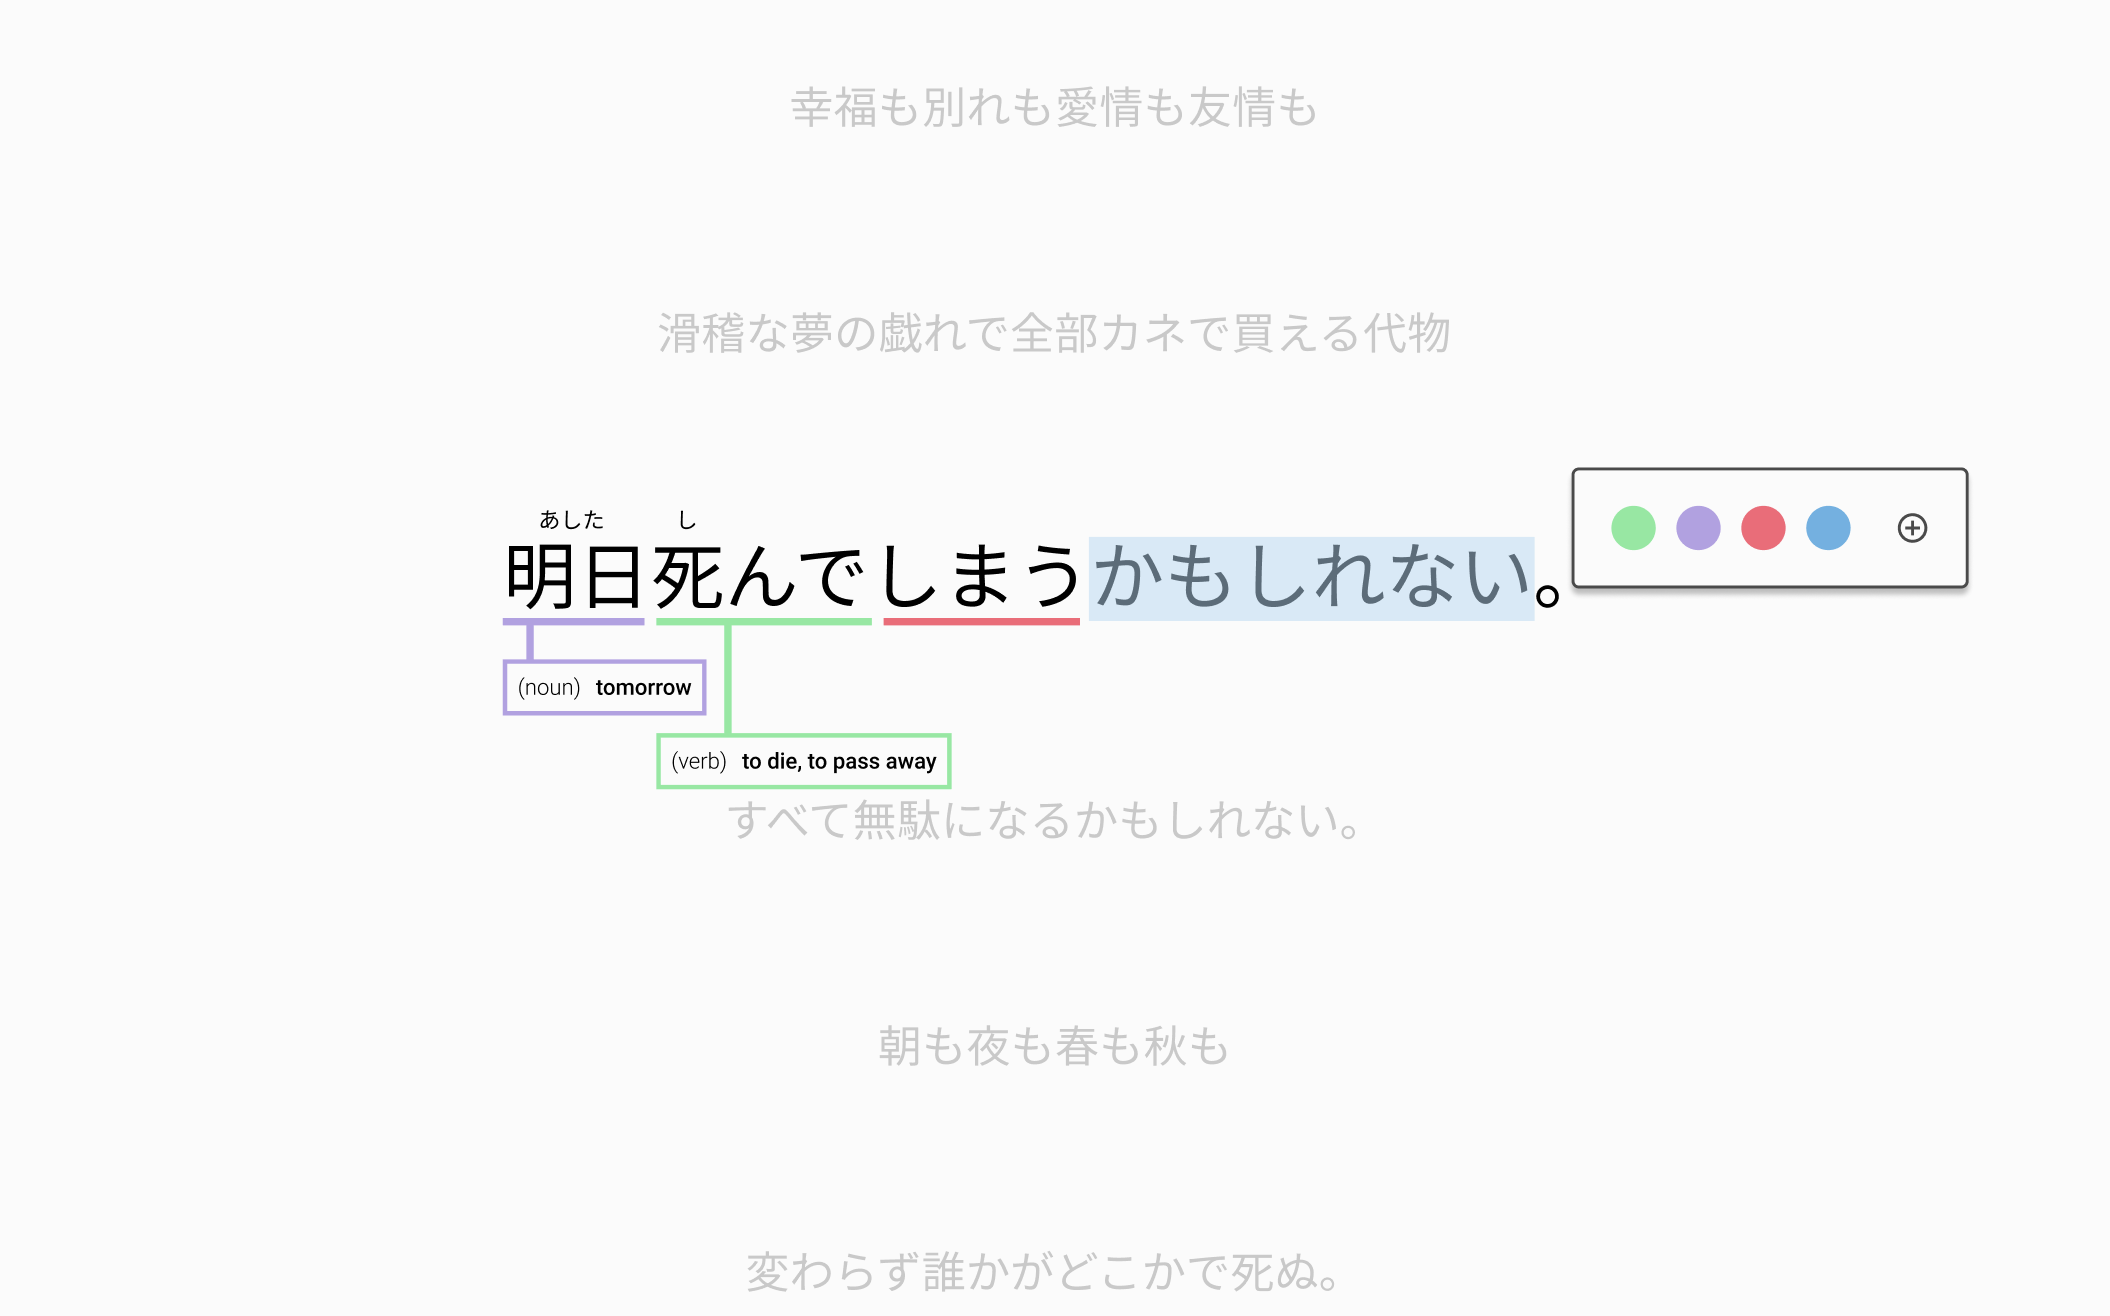 幸福も別れも愛情も友情も
滑稽な夢の戯れで全部カネで買える代物
あした し
明日死んでしまうかもしれない。
(noun) tomorrow
(verb) to die, to pass away
すべて無駄になるかもしれない。
朝も夜も春も秋も
変わらず誰かがどこかで死ぬ。